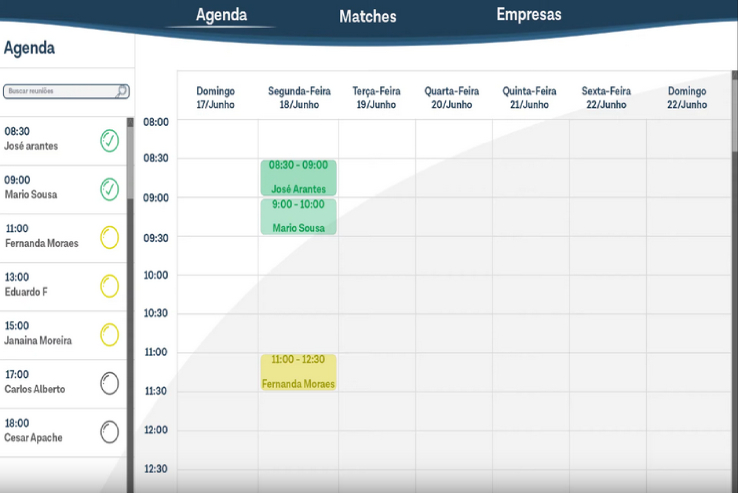 Agenda
Matches
Empresas
Agenda
Buscar reuniões
08:30
José arantes
09:00
Mario Sousa
11:00
Fernanda Moraes
13:00
Eduardo F
15:00
Janaina Moreira
17:00
Carlos Alberto
18:00
Cesar Apache
Domingo
17/Junho
Segunda-Feira
18/Junho
Terça-Feira
19/Junho
Quarta-Feira
20/Junho
Quinta-Feira
21/Junho
Sexta-Feira
22/Junho
Domingo
22/Junho
08:00
08:30
09:00
09:30
10:00
10:30
11:00
11:30
12:00
12:30
08:30 - 09:00
José Arantes
9:00 - 10:00
Mario Sousa
11:00 - 12:30
Fernanda Moraes